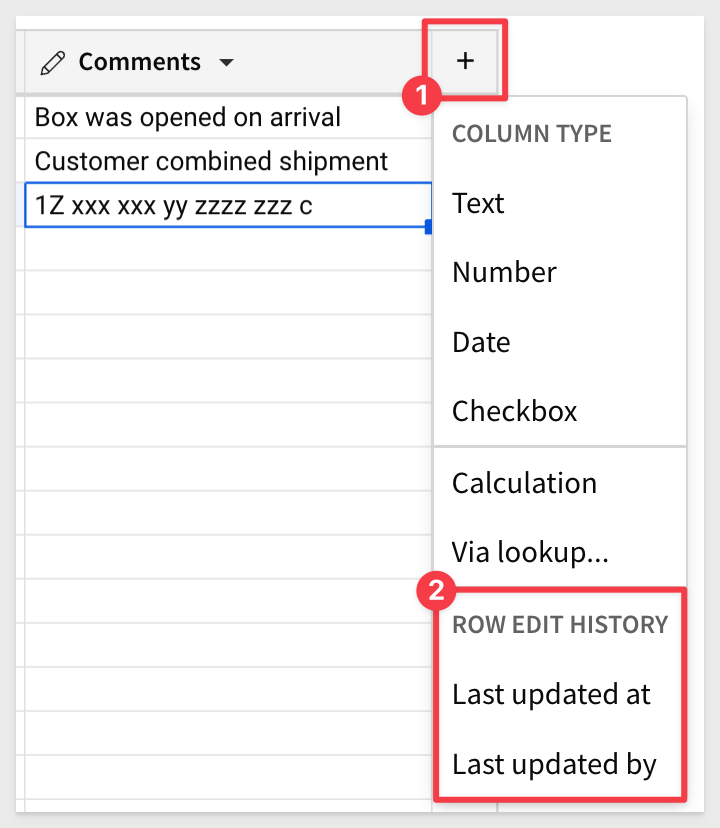 Comments
+
1
Box was opened on arrival
Customer combined shipment
1Z xxx xxx yy zzzz zzz c
COLUMN TYPE
Text
Number
Date
Checkbox
Calculation
Via lookup...
2
ROW EDIT HISTORY
Last updated at
Last updated by